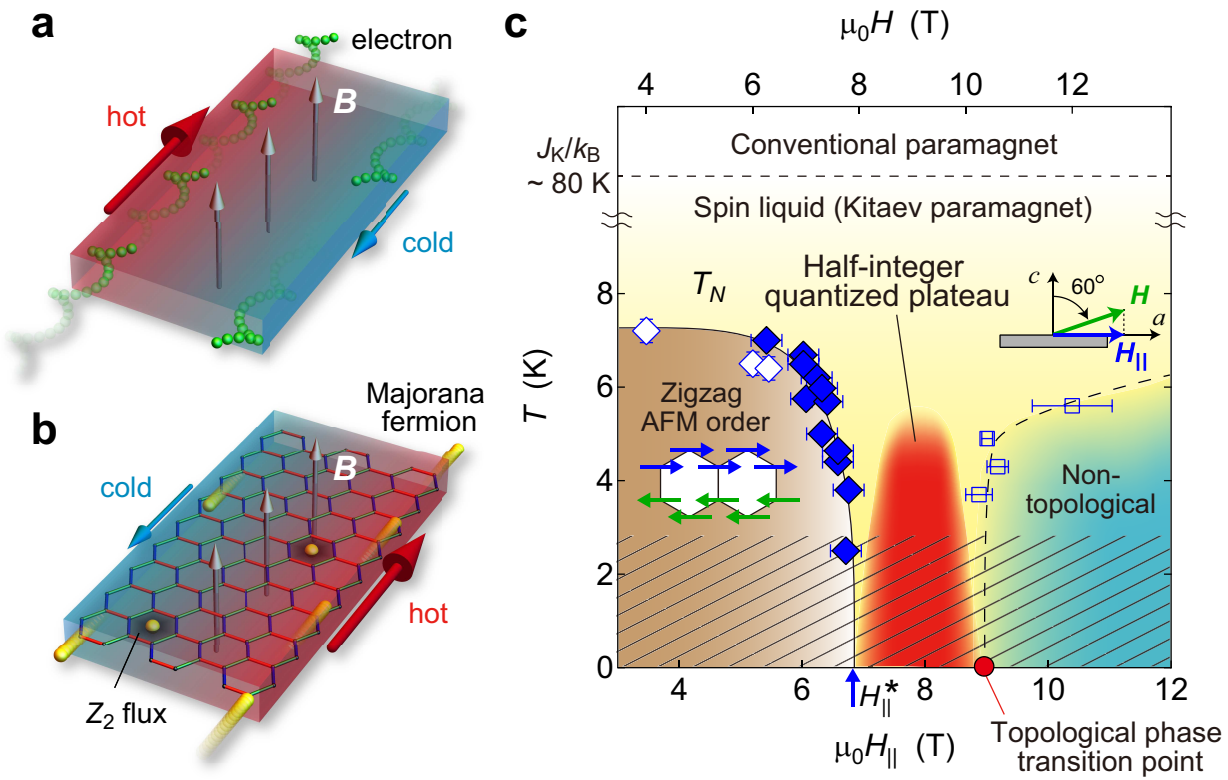 a
electron
B
hot
cold
b
Majorana
fermion
B
cold
hot
Z2 flux
c
μ0H (T)
4 6 8 10 12
JK/kB
~ 80 K
Conventional paramagnet
Spin liquid (Kitaev paramagnet)
Half-integer
quantized plateau
TN
c
60°
H
a
H||
8
6
4
2
0
T (K)
Zigzag
AFM order
Non-
topological
4 6 8 10 12
H||*
μ0H|| (T)
Topological phase
transition point